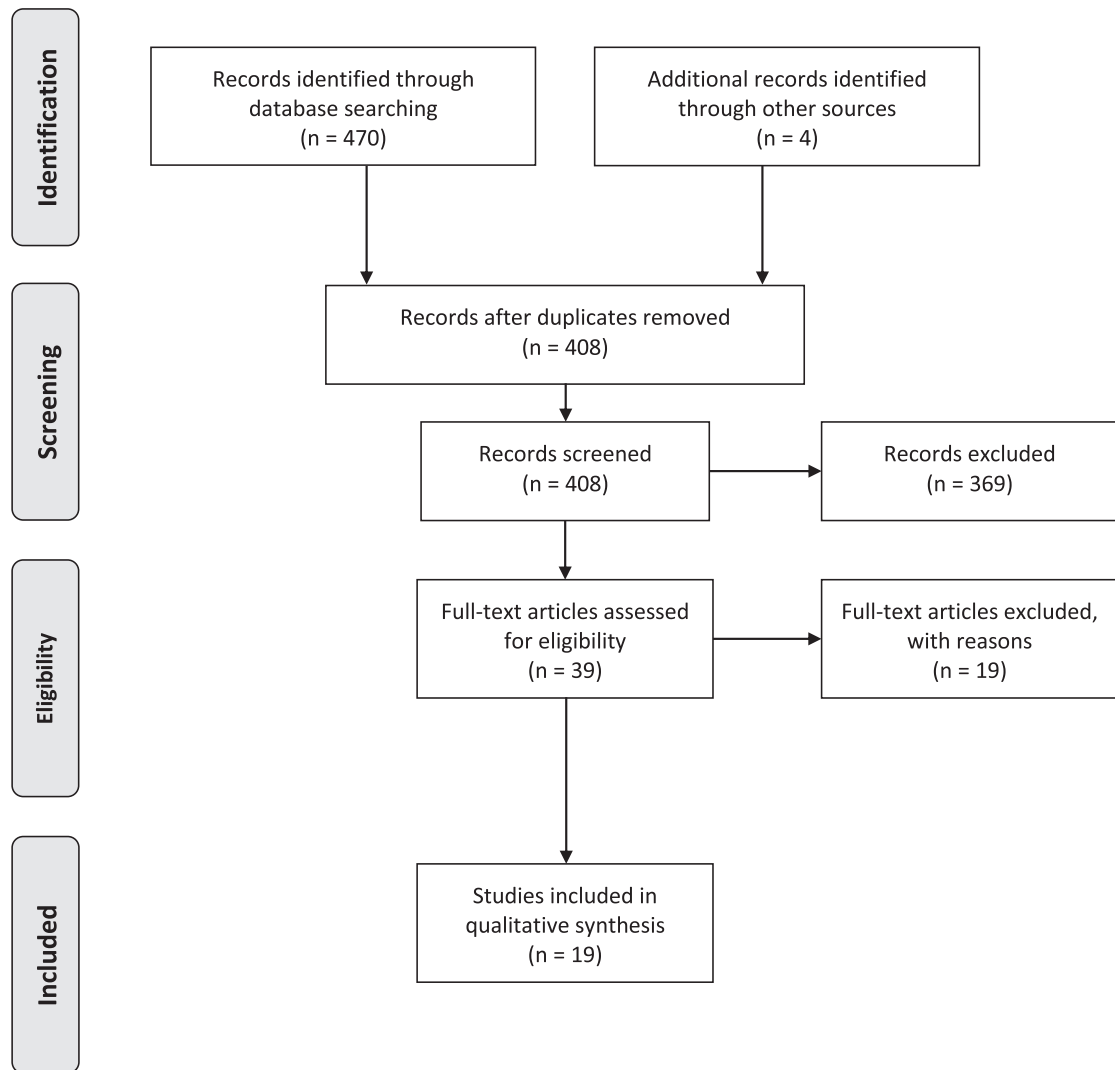 Identification
Records identified through
database searching
(n = 470)
Additional records identified
through other sources
(n = 4)
Screening
Records after duplicates removed
(n = 408)
Records screened
(n = 408)
Records excluded
(n = 369)
Eligibility
Full-text articles assessed
for eligibility
(n = 39)
Full-text articles excluded,
with reasons
(n = 19)
Included
Studies included in
qualitative synthesis
(n = 19)